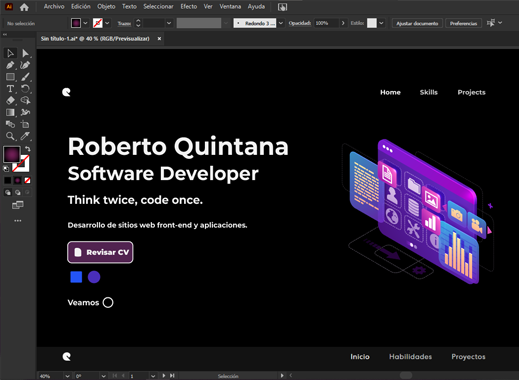 Ai Archivo Edición Objeto Texto Seleccionar Efecto Ver Ventana Ayuda
No selección Trazo: Redondo 3 ... Opacidad: 100% Estilo: Ajustar documento Preferencias
Sin título-1.ai* @ 40 % (RGB/Previsualizar) ×
Home Skills Projects
Roberto Quintana
Software Developer
Think twice, code once.
Desarrollo de sitios web front-end y aplicaciones.
Revisar CV
Veamos
Inicio Habilidades Proyectos
40% 0° 1 Selección